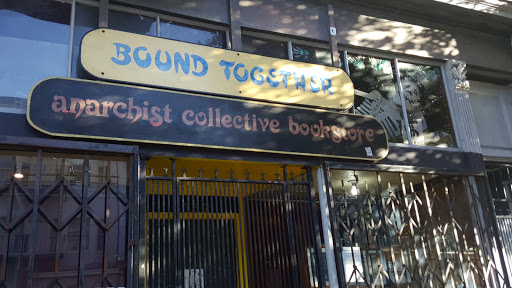 BOUND TOGETHER
anarchist collective bookstore